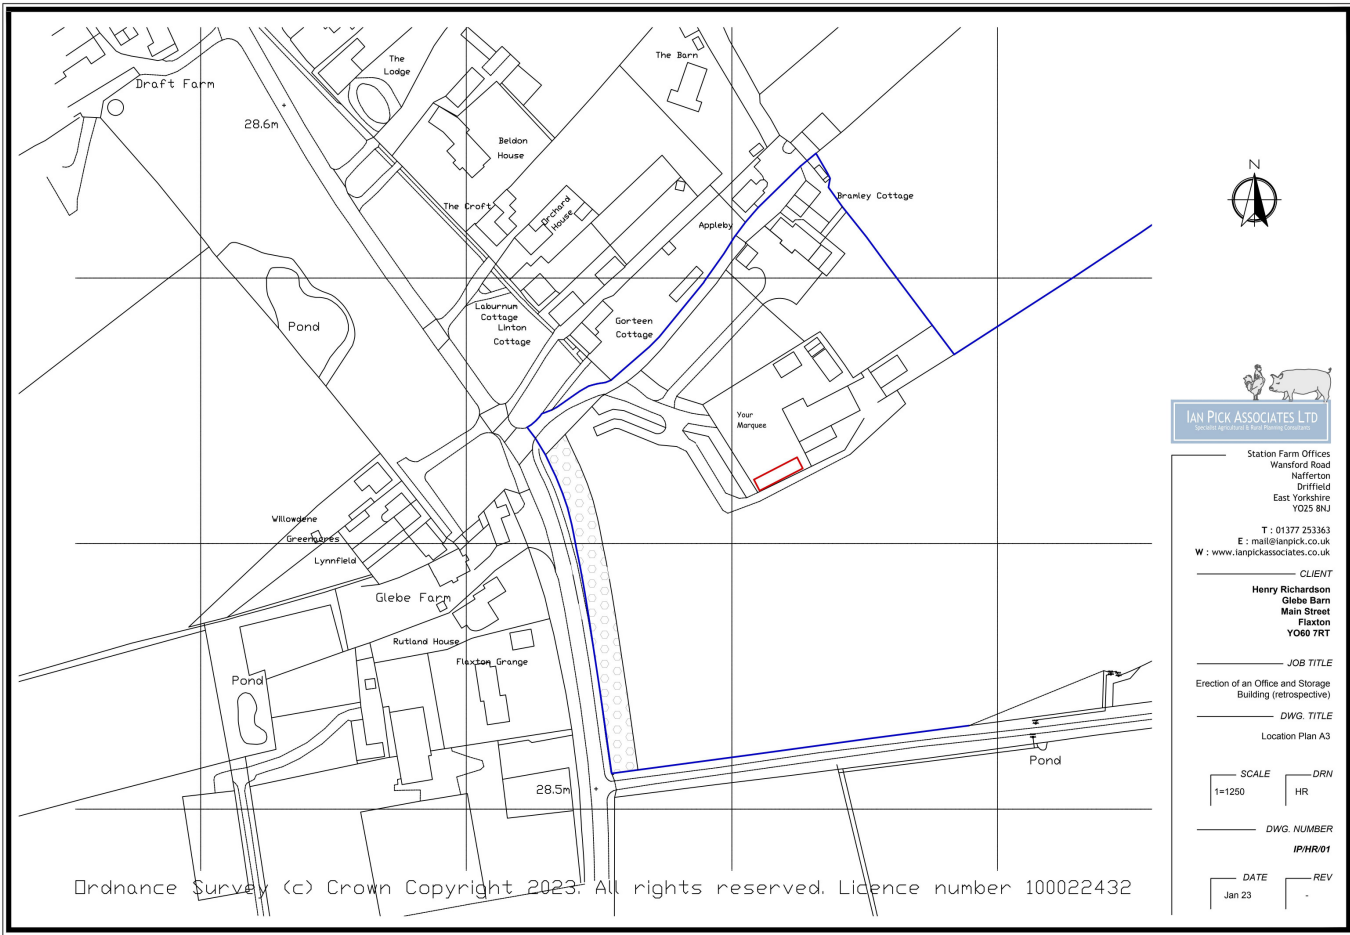 Draft Farm
28.6m
The
Lodge
The Barn
Beldon
House
The Croft
Orchard
House
Appleby
Bramley Cottage
Pond
Laburnum
Cottage
Linton
Cottage
Gorteen
Cottage
Your
Marquee
Willowdene
Greenacres
Lynnfield
Glebe Farm
Rutland House
Flaxton Grange
Pond
28.5m
Pond
Ordnance Survey (c) Crown Copyright 2023. All rights reserved. Licence number 100022432
N
IAN PICK ASSOCIATES LTD
Specialist Agricultural & Rural Planning Consultants
Station Farm Offices
Wansford Road
Nafferton
Driffield
East Yorkshire
YO25 8NJ
T : 01377 253363
E : mail@ianpick.co.uk
W : www.ianpickassociates.co.uk
CLIENT
Henry Richardson
Glebe Barn
Main Street
Flaxton
YO60 7RT
JOB TITLE
Erection of an Office and Storage
Building (retrospective)
DWG. TITLE
Location Plan A3
SCALE
1=1250
DRN
HR
DWG. NUMBER
IP/HR/01
DATE
Jan 23
REV
-